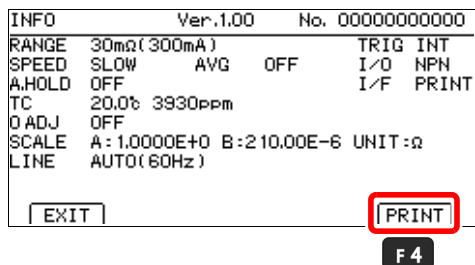 INFO Ver.1.00 No. 00000000000
RANGE 30mΩ(300mA) TRIG INT
SPEED SLOW AVG OFF I/O NPN
A.HOLD OFF I/F PRINT
TC 20.0℃ 3930ppm
0 ADJ OFF
SCALE A:1.0000E+0 B:210.00E-6 UNIT:Ω
LINE AUTO(60Hz)
EXIT PRINT
F 4